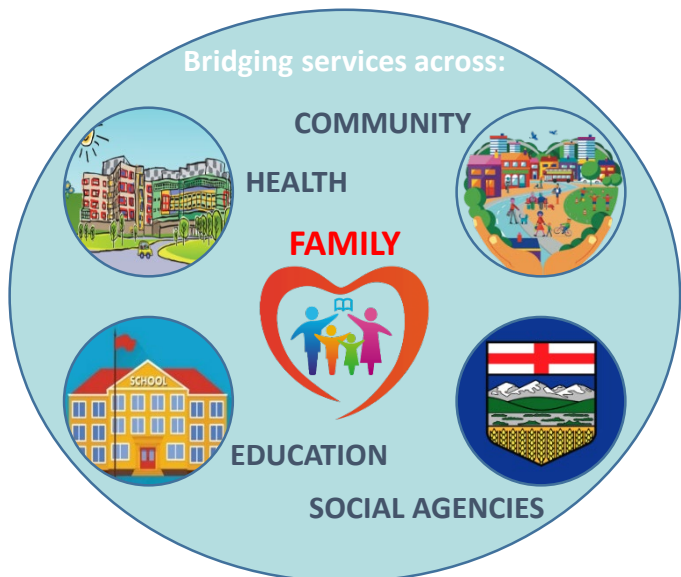 Bridging services across:
COMMUNITY
HEALTH
FAMILY
SCHOOL
EDUCATION
SOCIAL AGENCIES